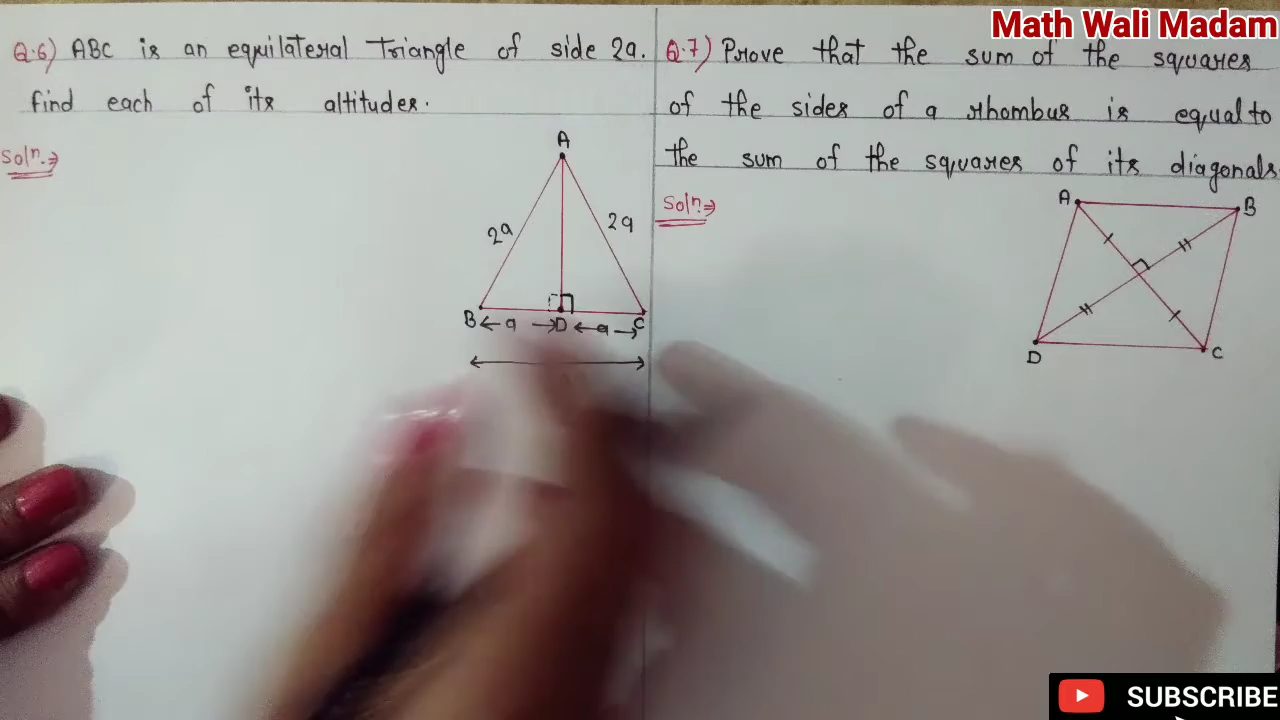 Math Wali Madam
Q.6) ABC is an equilateral Triangle of side 2a.
find each of its altitudes.
Soln.⇒
A
2a
2a
B ← a → D ← a → C
Q.7) Prove that the sum of the squares
of the sides of a rhombus is equal to
the sum of the squares of its diagonals
Soln.⇒
A
B
D
C
SUBSCRIBE